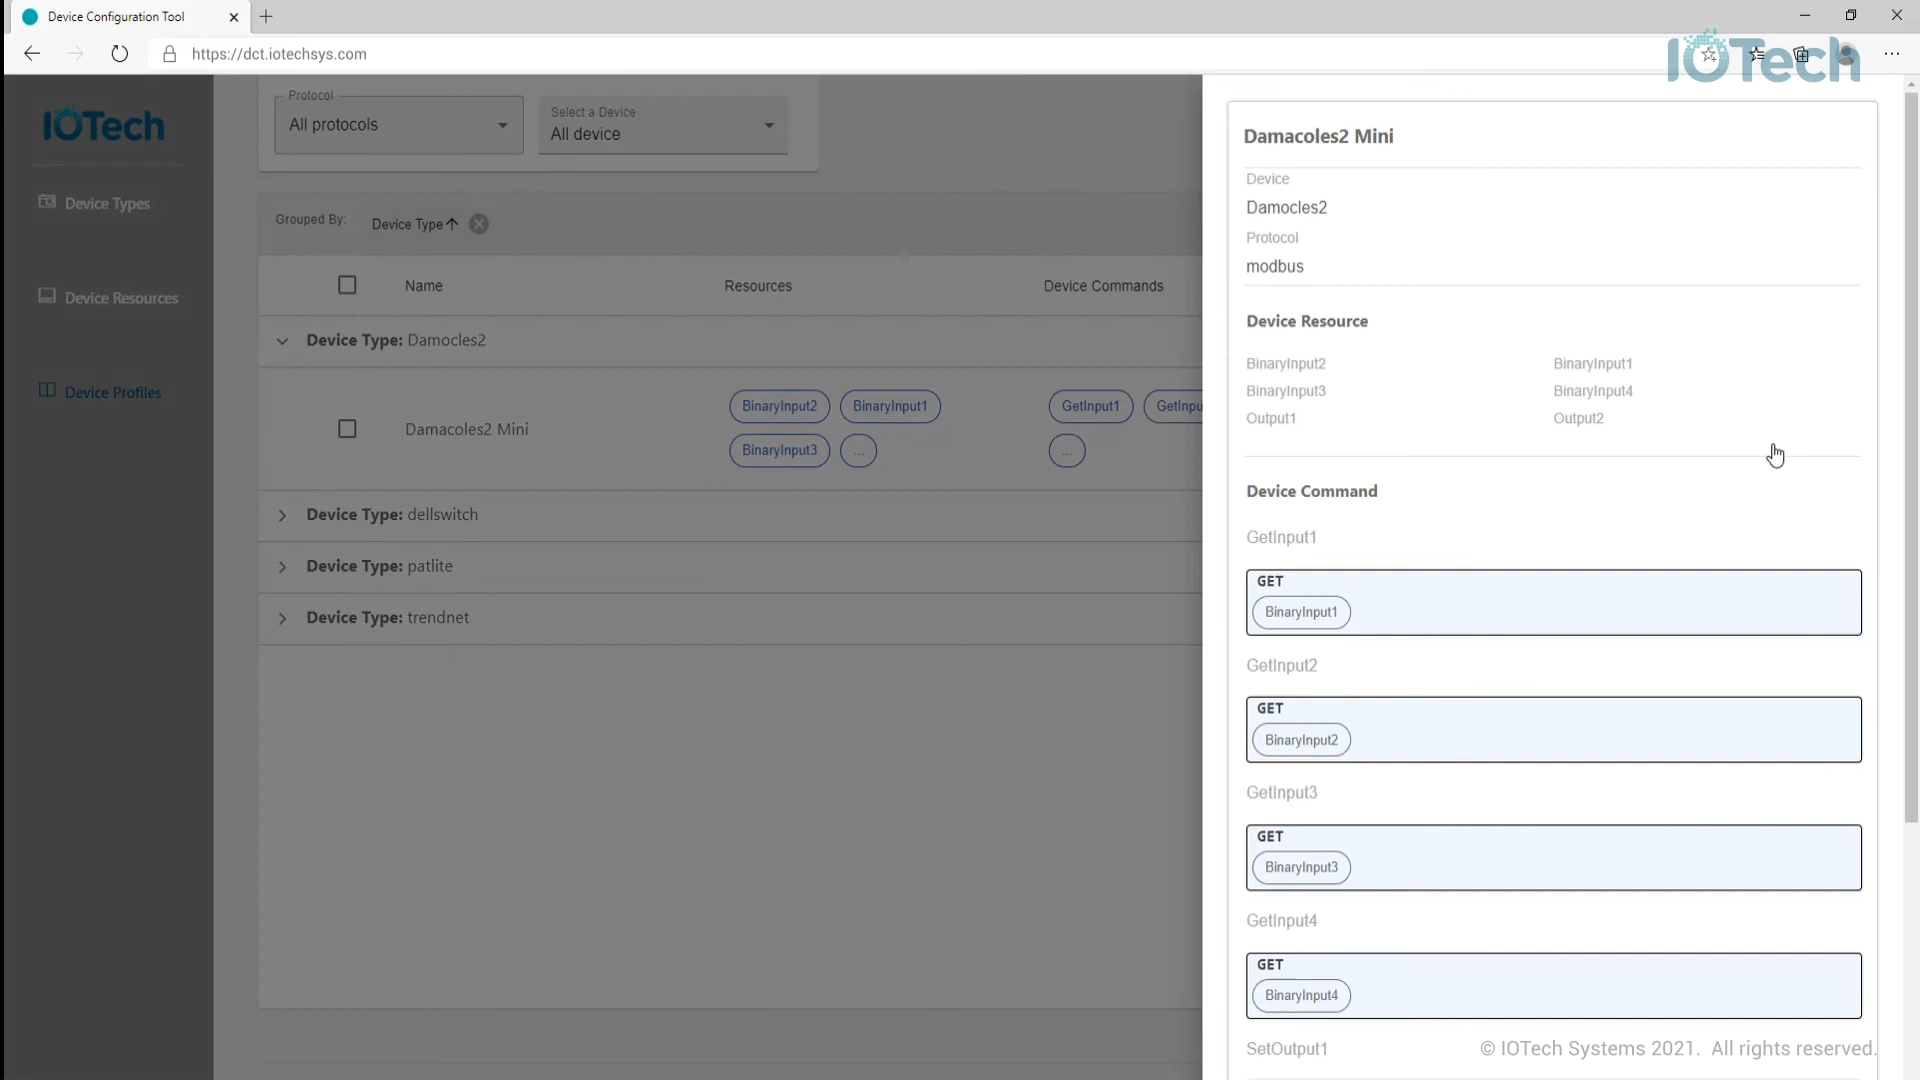 Device Configuration Tool
https://dct.iotechsys.com
IOTech
IOTech
Device Types
Device Resources
Device Profiles
Protocol
All protocols
Select a Device
All device
Grouped By:
Device Type
Name
Resources
Device Commands
Device Type: Damocles2
Damacoles2 Mini
BinaryInput2
BinaryInput1
GetInput1
GetInpu
BinaryInput3
...
...
Device Type: dellswitch
Device Type: patlite
Device Type: trendnet
Damacoles2 Mini
Device
Damocles2
Protocol
modbus
Device Resource
BinaryInput2
BinaryInput1
BinaryInput3
BinaryInput4
Output1
Output2
Device Command
GetInput1
GET
BinaryInput1
GetInput2
GET
BinaryInput2
GetInput3
GET
BinaryInput3
GetInput4
GET
BinaryInput4
SetOutput1
© IOTech Systems 2021. All rights reserved.